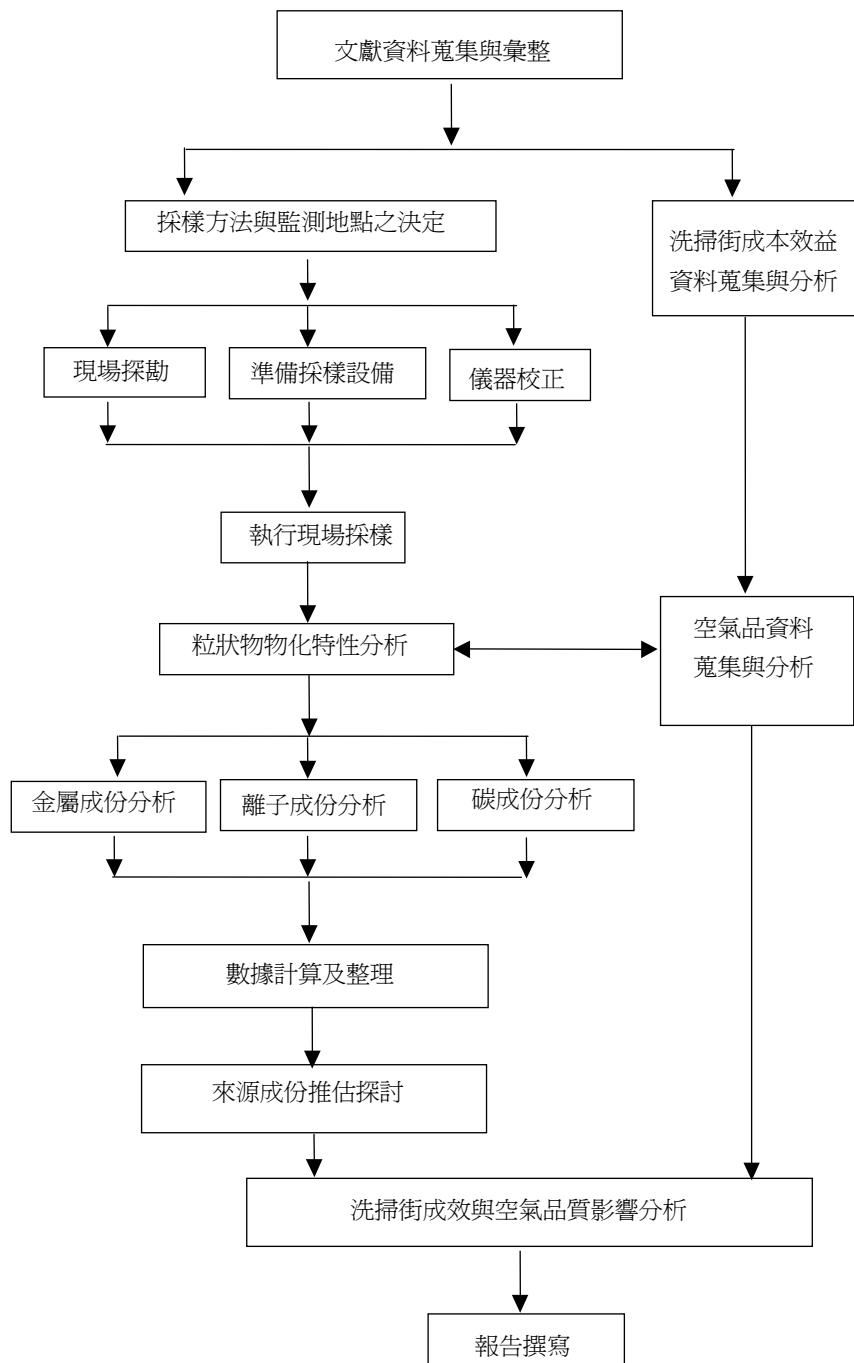 文獻資料蒐集與彙整
採樣方法與監測地點之決定
洗掃街成本效益
資料蒐集與分析
現場探勘
準備採樣設備
儀器校正
執行現場採樣
粒狀物物化特性分析
空氣品資料
蒐集與分析
金屬成份分析
離子成份分析
碳成份分析
數據計算及整理
來源成份推估探討
洗掃街成效與空氣品質影響分析
報告撰寫